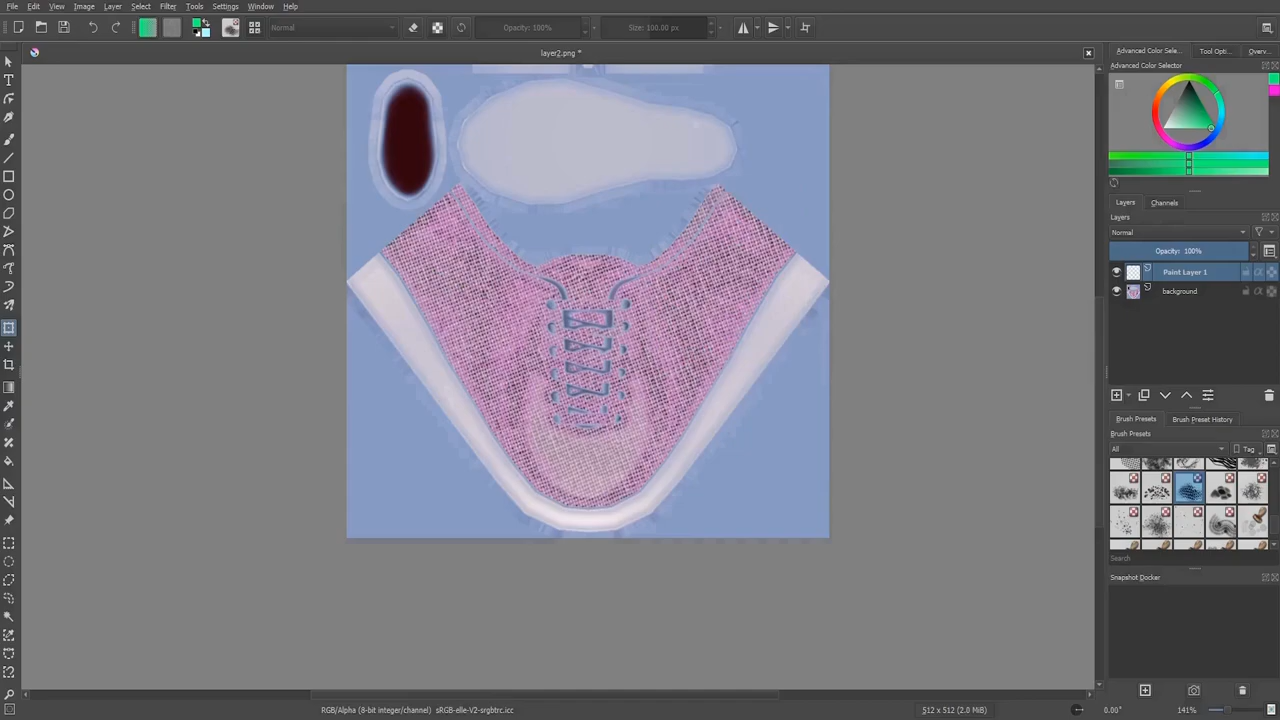 File Edit View Image Layer Select Filter Tools Settings Window Help
Normal Opacity: 100% Size: 100.00 px
layer2.png *
Advanced Color Sele... Tool Opti... Overv...
Advanced Color Selector
Layers Channels
Layers
Normal
Opacity: 100%
Paint Layer 1
background
Brush Presets Brush Preset History
Brush Presets
All Tag
Search
Snapshot Docker
RGB/Alpha (8-bit integer/channel) sRGB-elle-V2-srgbtrc.icc 512 x 512 (2.0 MiB) 0.00° 141%